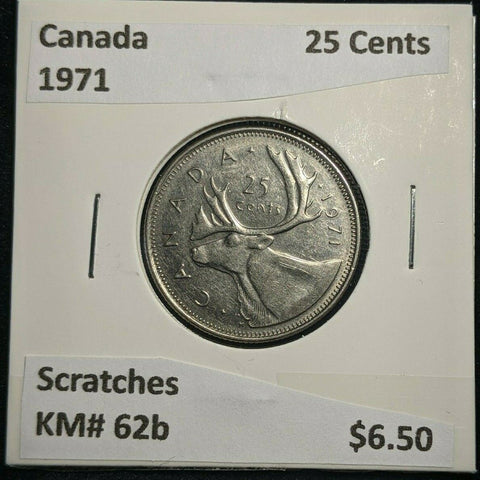 Canada 25 Cents
1971
CANADA
25
cents
1971
Scratches
KM# 62b
$6.50